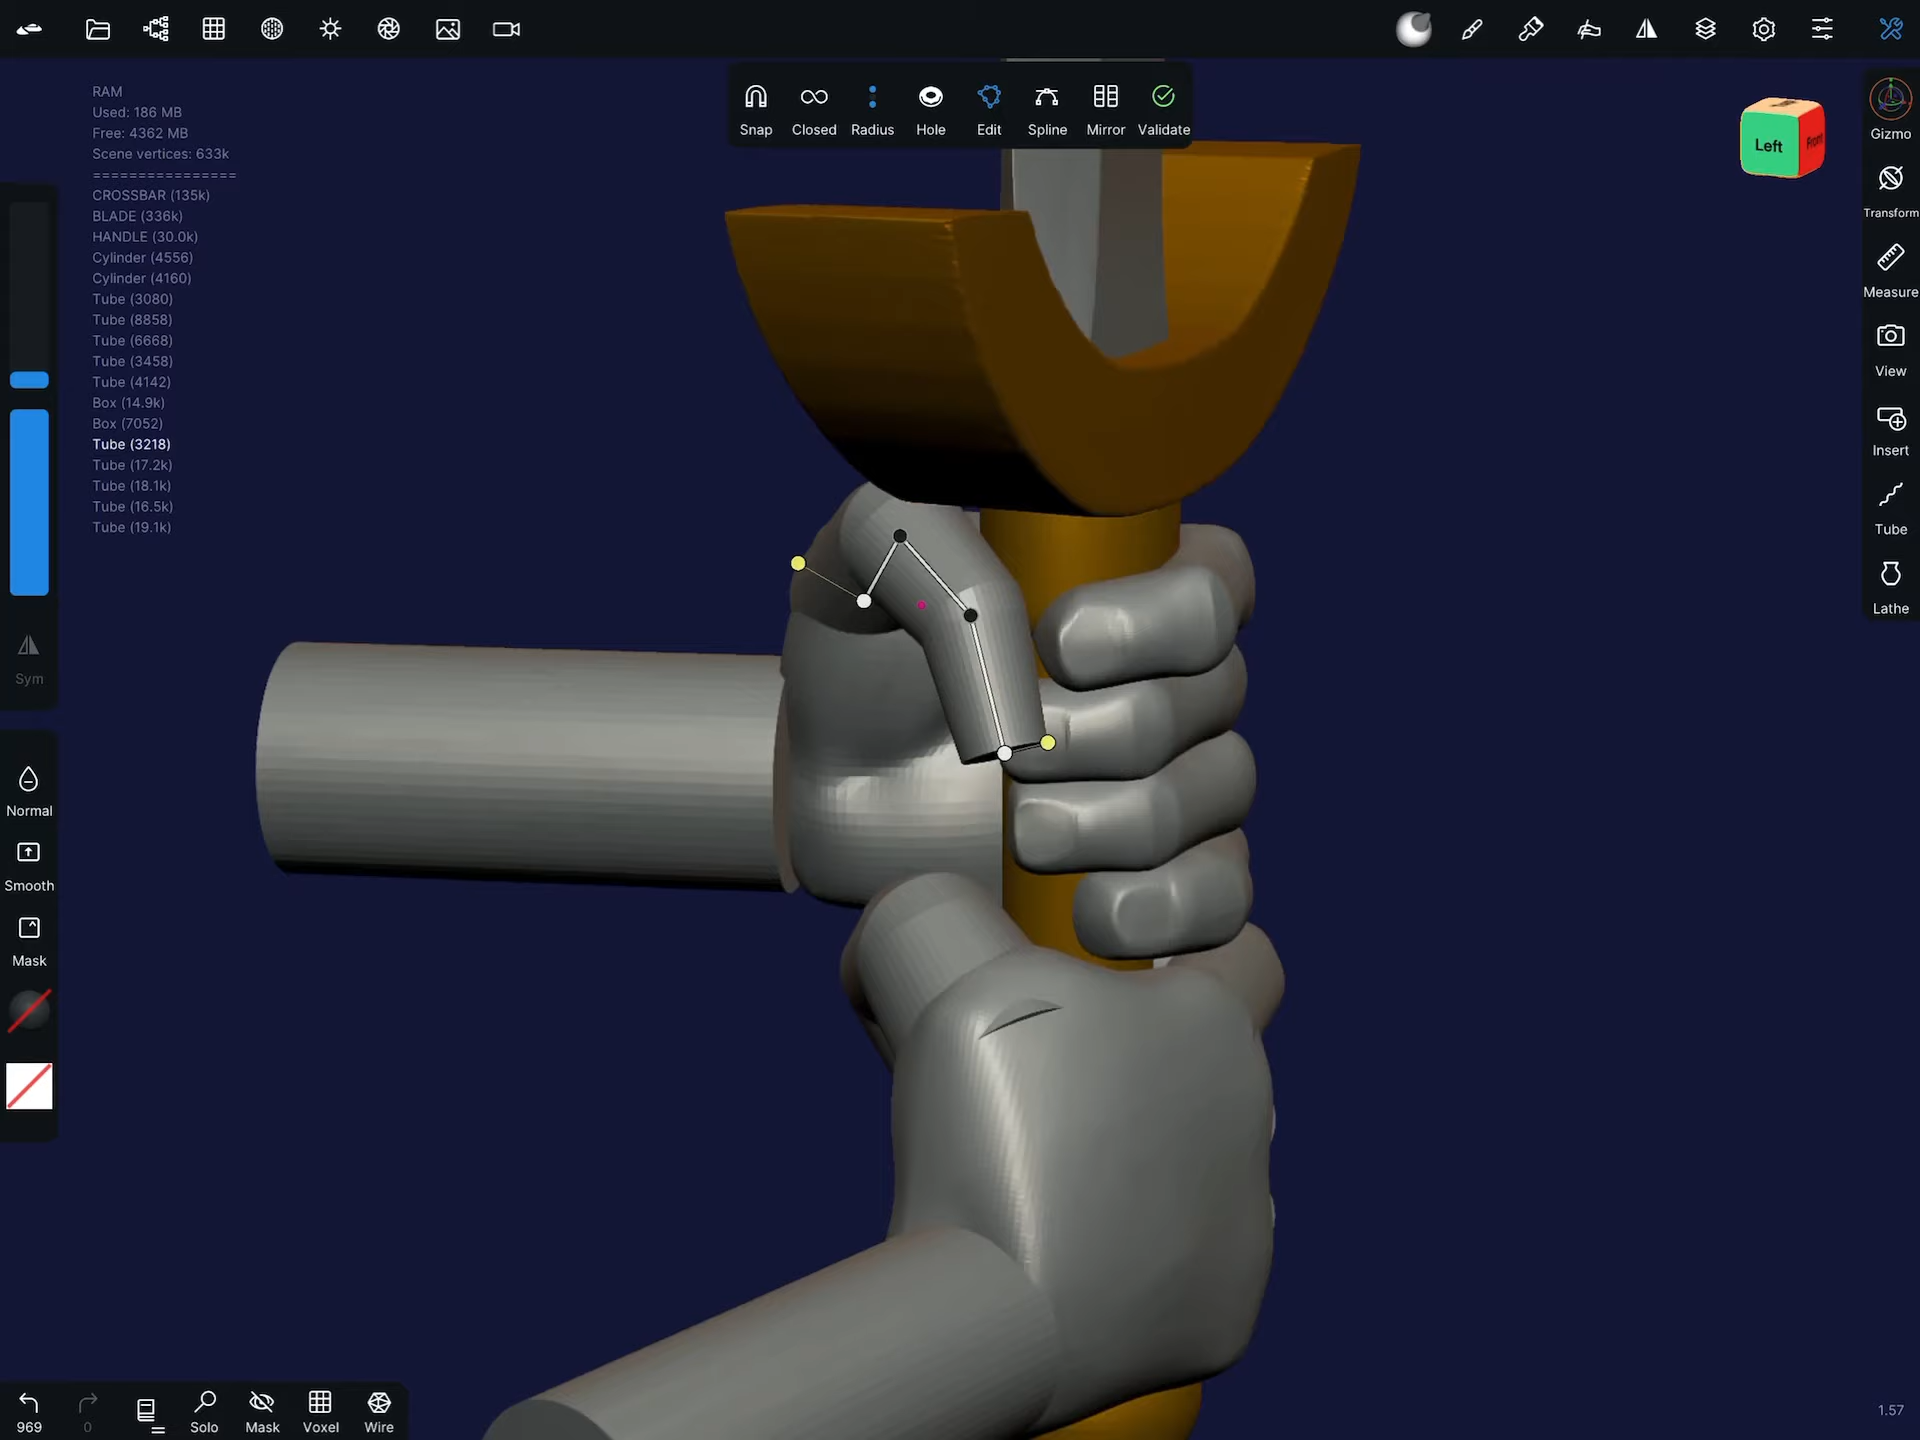 RAM
Used: 186 MB
Free: 4362 MB
Scene vertices: 633k
================
CROSSBAR (135k)
BLADE (336k)
HANDLE (30.0k)
Cylinder (4556)
Cylinder (4160)
Tube (3080)
Tube (8858)
Tube (6668)
Tube (3458)
Tube (4142)
Box (14.9k)
Box (7052)
Tube (3218)
Tube (17.2k)
Tube (18.1k)
Tube (16.5k)
Tube (19.1k)
Snap Closed Radius Hole Edit Spline Mirror Validate
Left Front
Gizmo
Transform
Measure
View
Insert
Tube
Lathe
Sym
Normal
Smooth
Mask
969 0 Solo Mask Voxel Wire
1.57